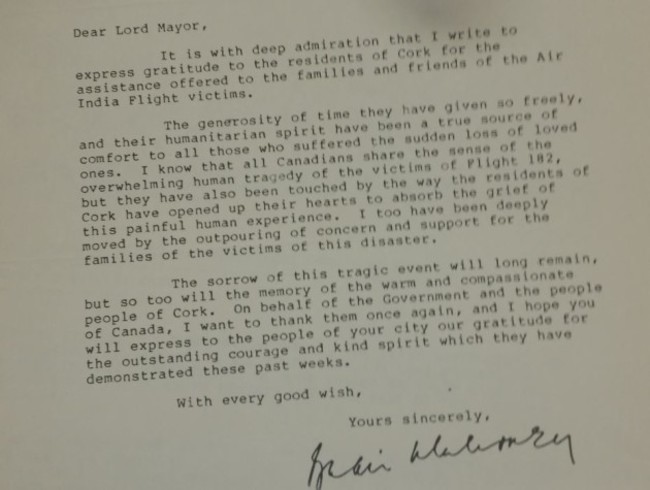 Dear Lord Mayor,
It is with deep admiration that I write to
express gratitude to the residents of Cork for the
assistance offered to the families and friends of the Air
India Flight victims.
The generosity of time they have given so freely,
and their humanitarian spirit have been a true source of
comfort to all those who suffered the sudden loss of loved
ones. I know that all Canadians share the sense of the
overwhelming human tragedy of the victims of Flight 182,
but they have also been touched by the way the residents of
Cork have opened up their hearts to absorb the grief of
this painful human experience. I too have been deeply
moved by the outpouring of concern and support for the
families of the victims of this disaster.
The sorrow of this tragic event will long remain,
but so too will the memory of the warm and compassionate
people of Cork. On behalf of the Government and the people
of Canada, I want to thank them once again, and I hope you
will express to the people of your city our gratitude for
the outstanding courage and kind spirit which they have
demonstrated these past weeks.
With every good wish,
Yours sincerely,
Brian Mulroney